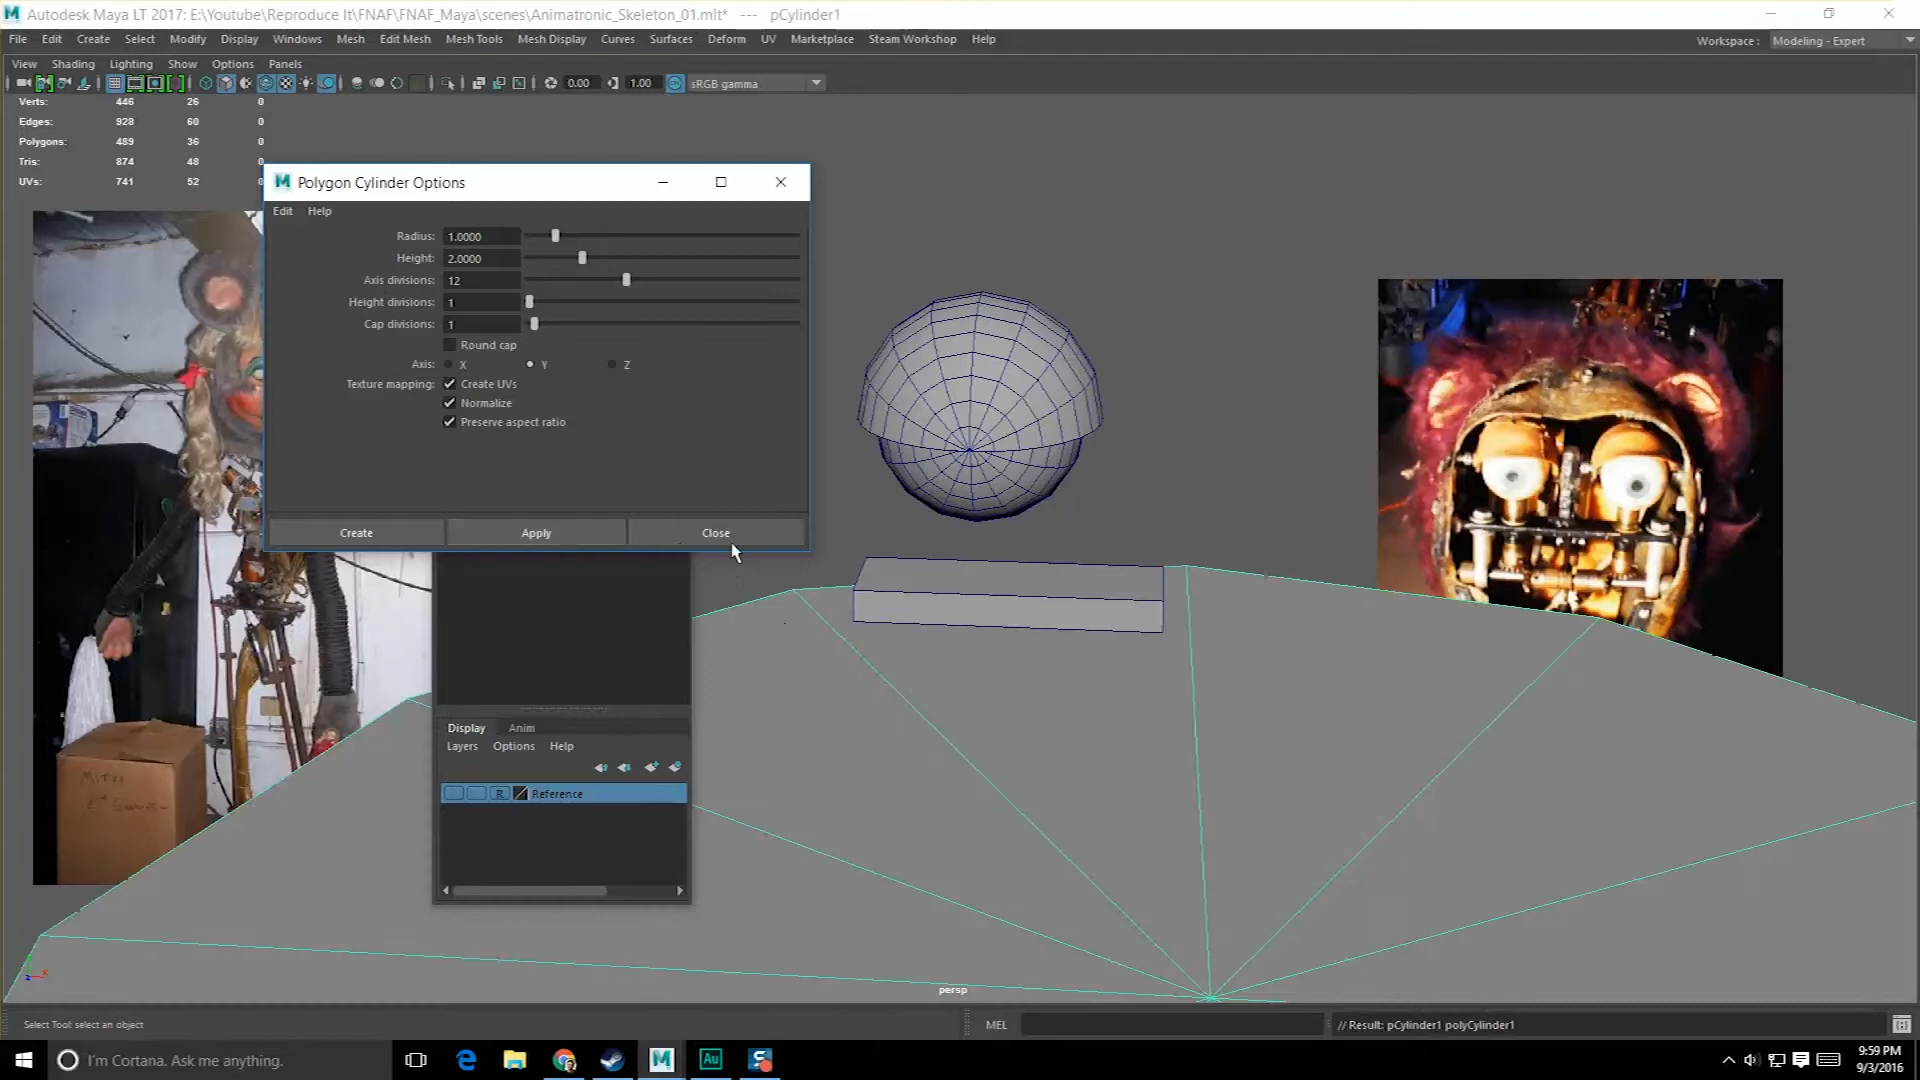 Autodesk Maya LT 2017: E:\Youtube\Reproduce It\FNAF\FNAF_Maya\scenes\Animatronic_Skeleton_01.mlt* --- pCylinder1
File Edit Create Select Modify Display Windows Mesh Edit Mesh Mesh Tools Mesh Display Curves Surfaces Deform UV Marketplace Steam Workshop Help Workspace: Modeling - Expert
View Shading Lighting Show Options Panels
0.00 1.00 sRGB gamma
Verts: 446 26 0
Edges: 928 60 0
Polygons: 489 36 0
Tris: 874 48 0
UVs: 741 52 0
Polygon Cylinder Options
Edit Help
Radius: 1.0000
Height: 2.0000
Axis divisions: 12
Height divisions: 1
Cap divisions: 1
Round cap
Axis: X Y Z
Texture mapping: Create UVs
Normalize
Preserve aspect ratio
Create Apply Close
Display Anim
Layers Options Help
R Reference
MITZI
persp
Select Tool: select an object MEL // Result: pCylinder1 polyCylinder1
I'm Cortana. Ask me anything.
Au
9:59 PM
9/3/2016